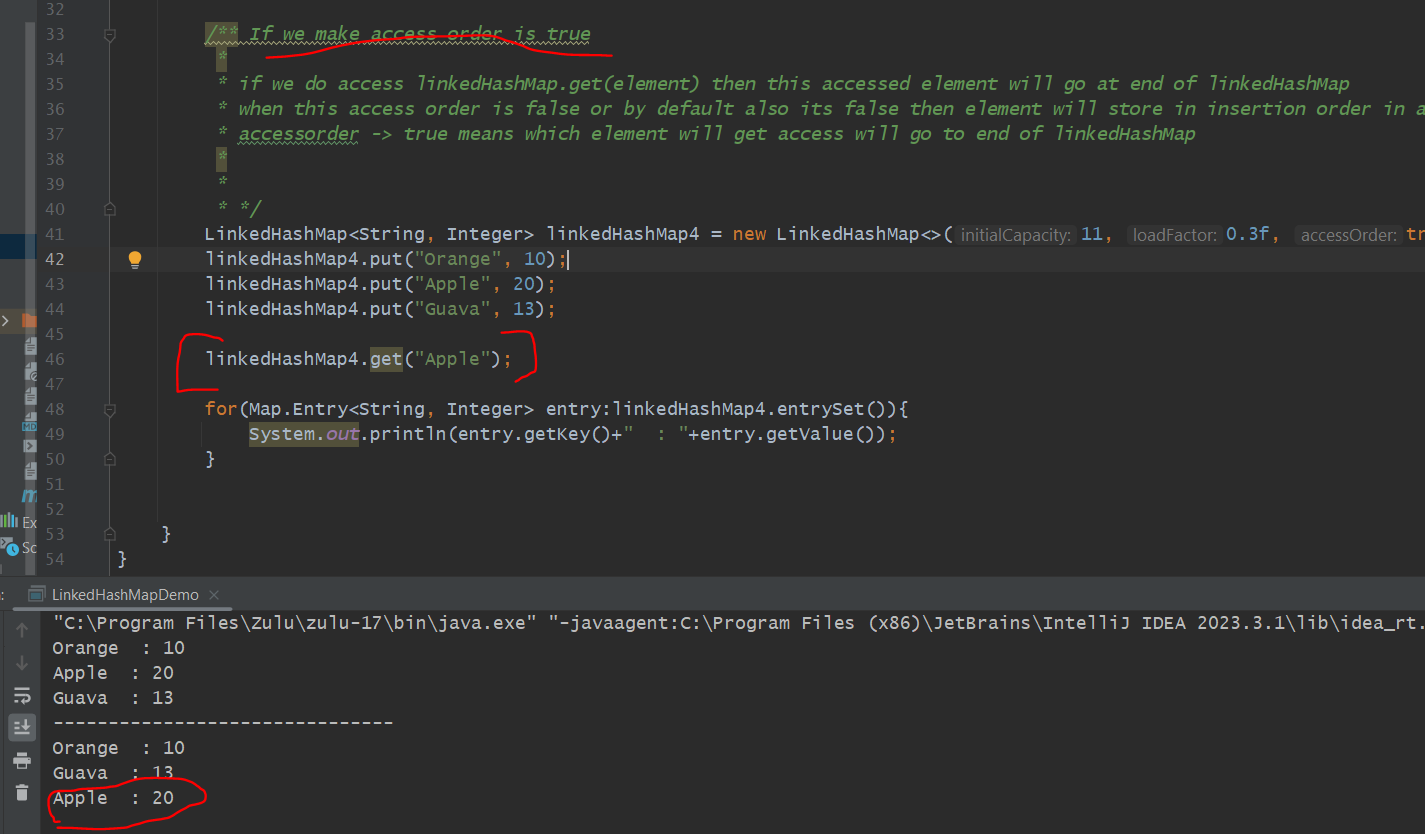 32
33 /** If we make access order is true
34 *
35 * if we do access linkedHashMap.get(element) then this accessed element will go at end of linkedHashMap
36 * when this access order is false or by default also its false then element will store in insertion order in a
37 * accessorder -> true means which element will get access will go to end of linkedHashMap
38 *
39 *
40 * */
41 LinkedHashMap<String, Integer> linkedHashMap4 = new LinkedHashMap<>( initialCapacity: 11, loadFactor: 0.3f, accessOrder: tr
42 linkedHashMap4.put("Orange", 10);
43 linkedHashMap4.put("Apple", 20);
44 linkedHashMap4.put("Guava", 13);
45
46 linkedHashMap4.get("Apple");
47
48 for(Map.Entry<String, Integer> entry:linkedHashMap4.entrySet()){
49 System.out.println(entry.getKey()+"  : "+entry.getValue());
50 }
51
52
53 }
54 }
MD
m
Ex
Sc
LinkedHashMapDemo ×
"C:\Program Files\Zulu\zulu-17\bin\java.exe" "-javaagent:C:\Program Files (x86)\JetBrains\IntelliJ IDEA 2023.3.1\lib\idea_rt.
Orange  : 10
Apple  : 20
Guava  : 13
-------------------------------
Orange  : 10
Guava  : 13
Apple  : 20